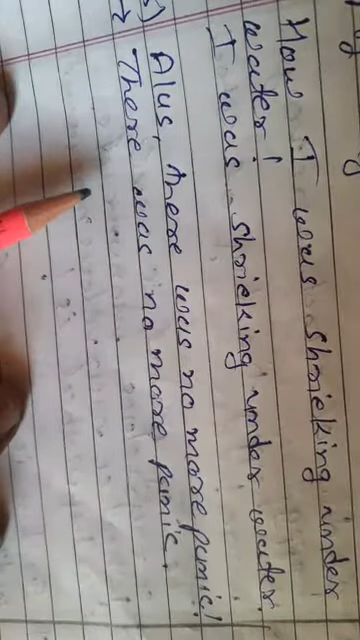 How I was shrieking under
water!
I was shrieking under water.
) Alus, there was no more panic!
→ There was no more panic.